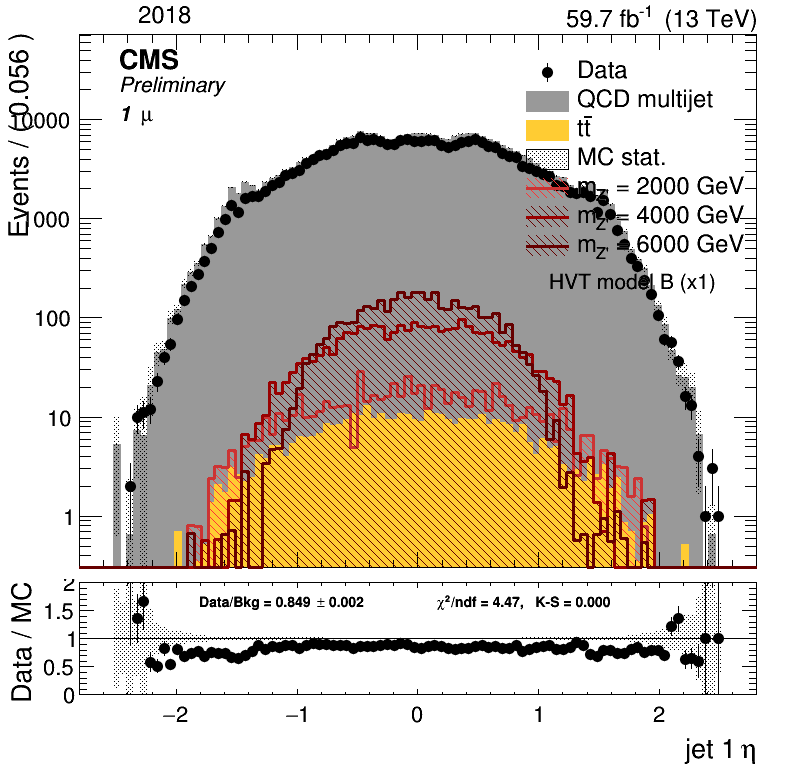 2018
59.7 fb⁻¹ (13 TeV)
CMS
Preliminary
1 μ
Data
QCD multijet
tt̄
MC stat.
m_Z' = 2000 GeV
m_Z' = 4000 GeV
m_Z' = 6000 GeV
HVT model B (x1)
Events / ( 0.056 )
10000
1000
100
10
1
Data/Bkg = 0.849 ± 0.002
χ²/ndf = 4.47, K-S = 0.000
Data / MC
2
1.5
1
0.5
0
−2
−1
0
1
2
jet 1 η